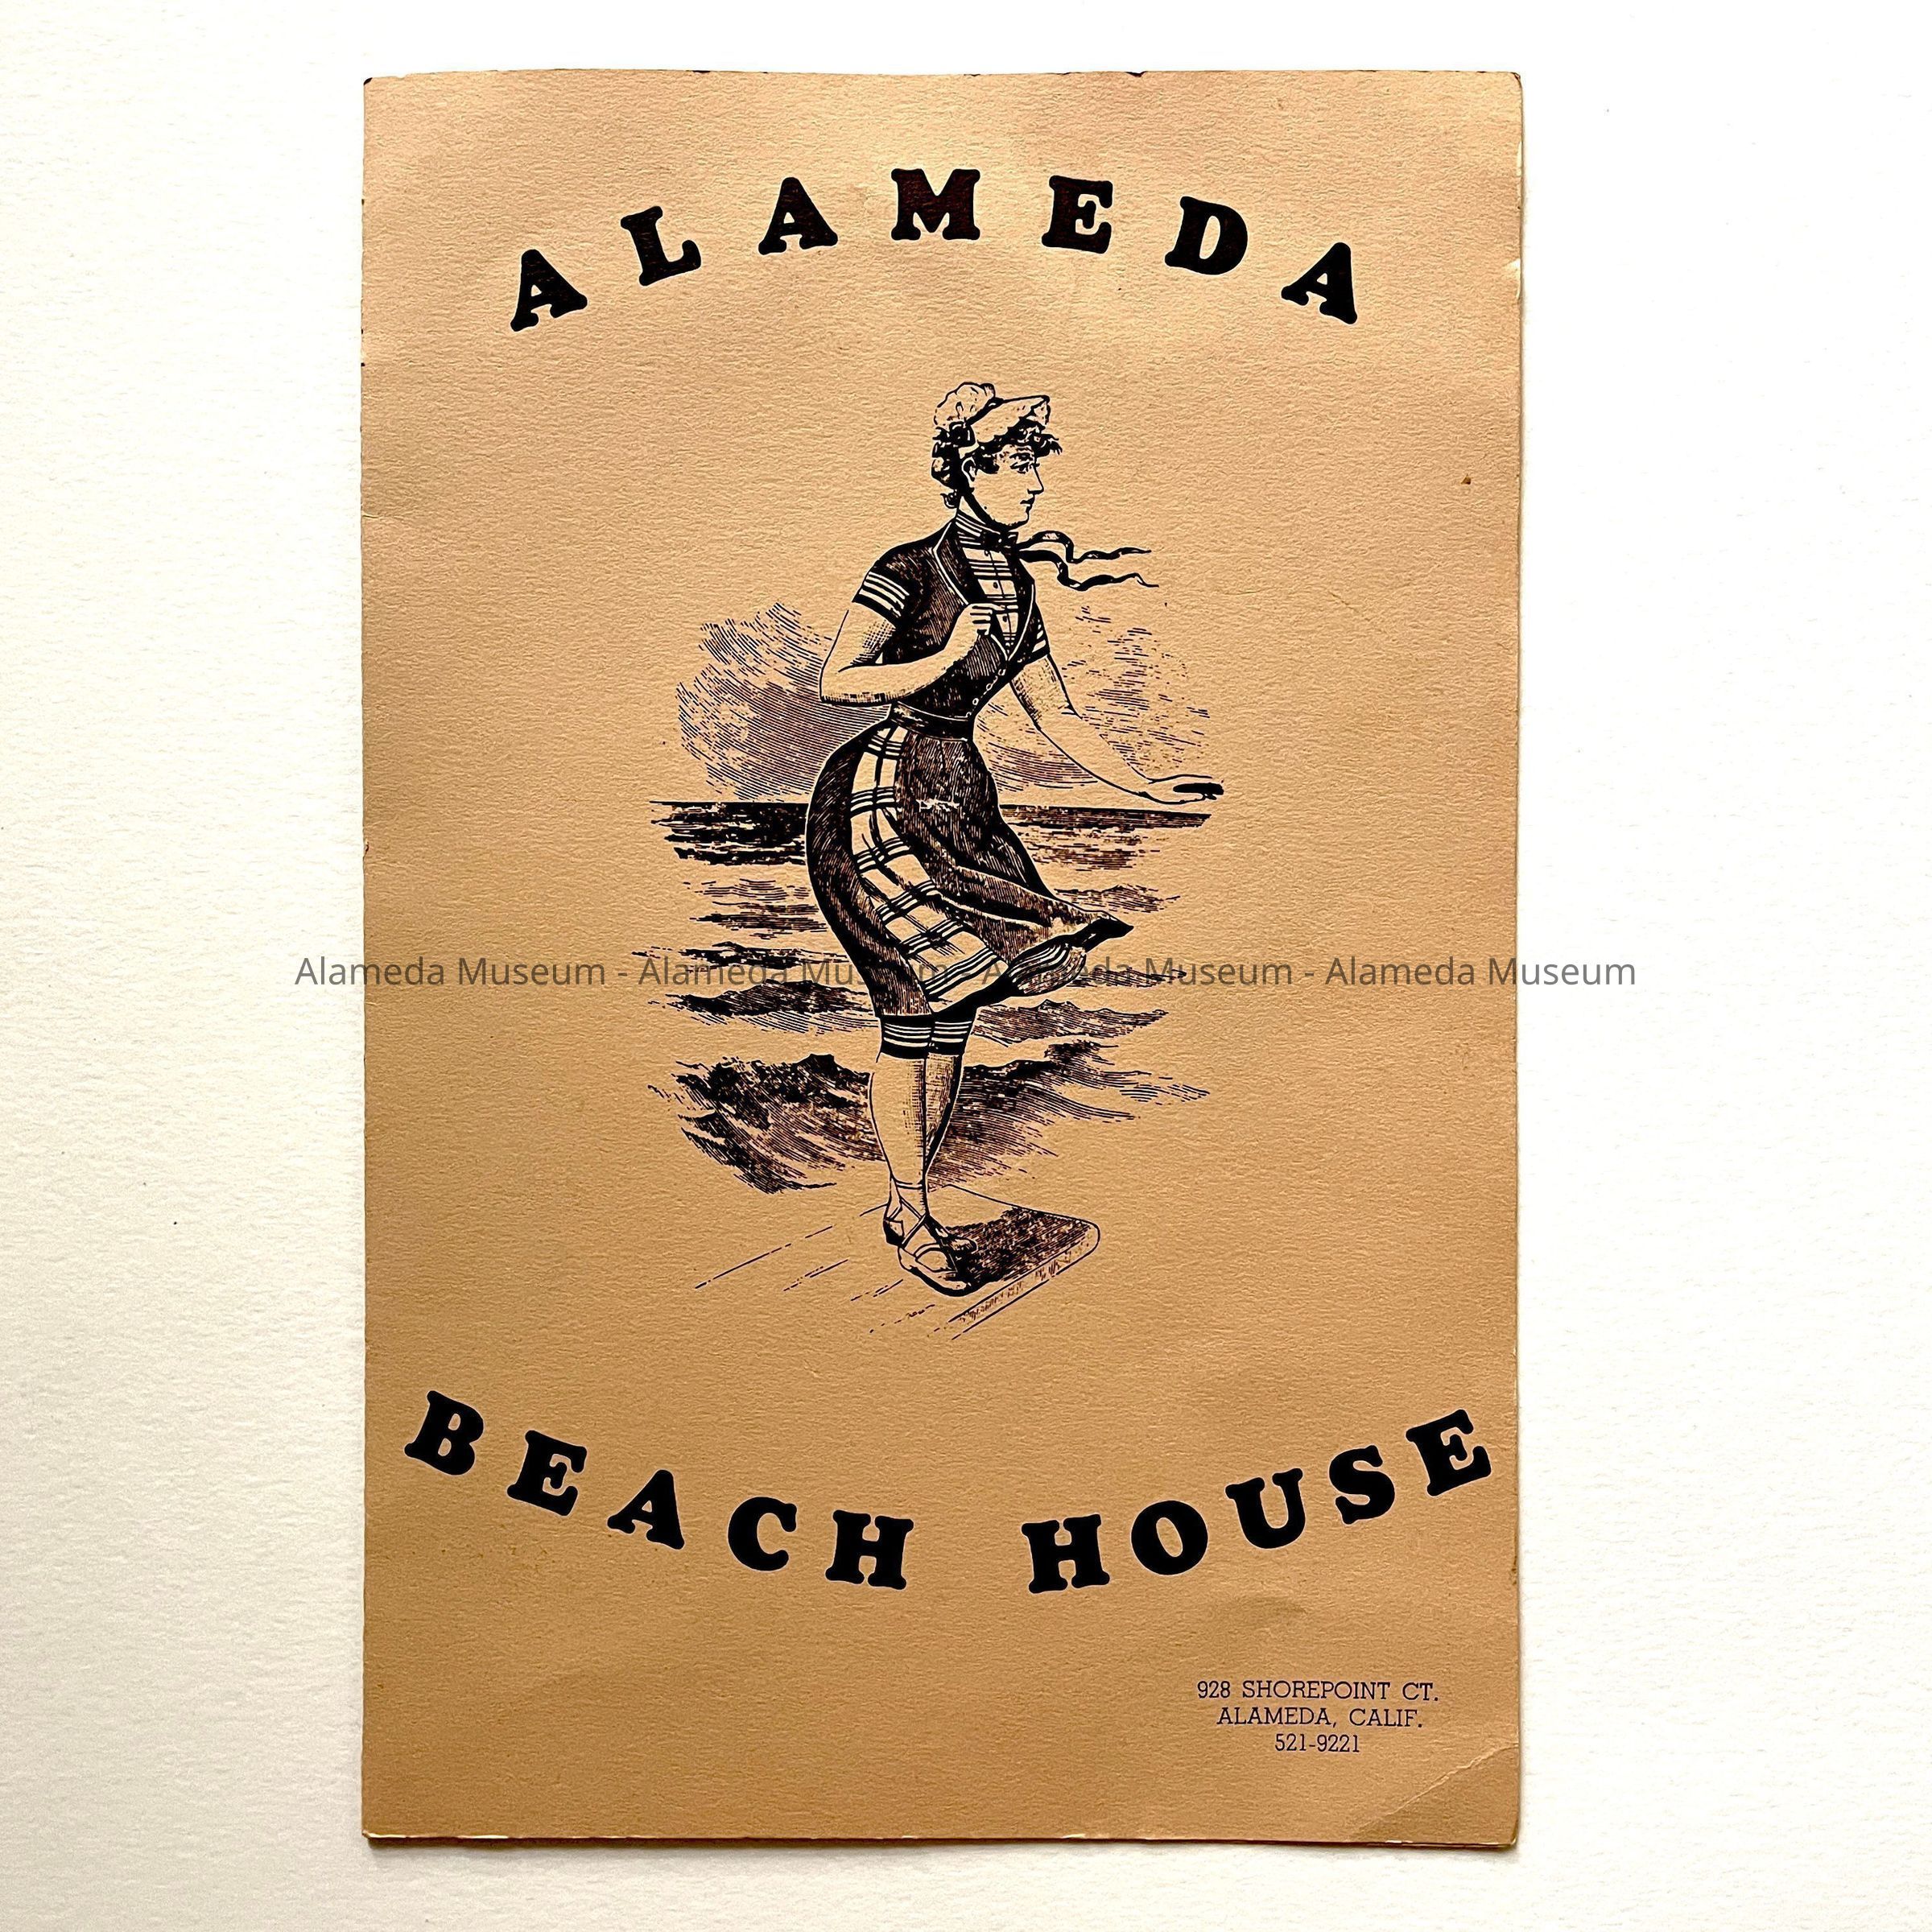 ALAMEDA
Alameda Museum - Alameda Museum - Alameda Museum - Alameda Museum
BEACH HOUSE
928 SHOREPOINT CT.
ALAMEDA, CALIF.
521-9221